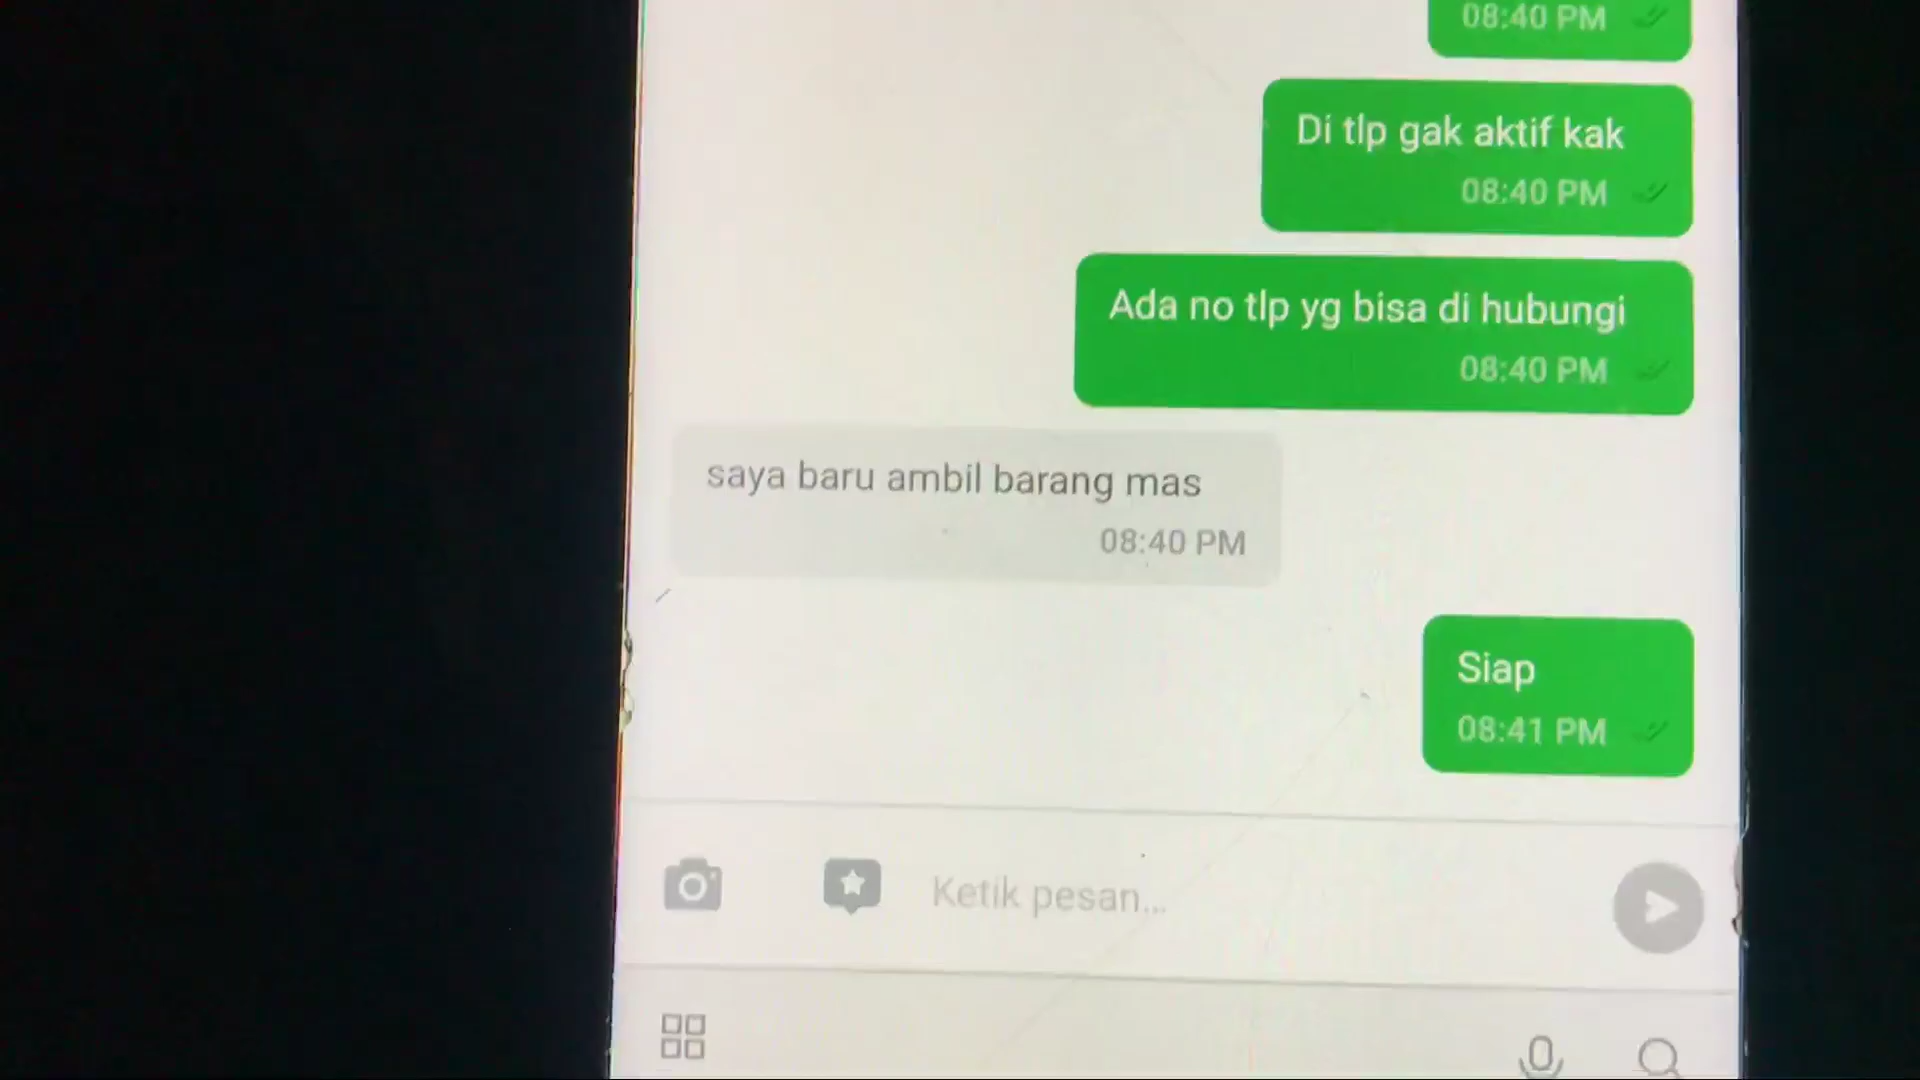 08:40 PM
Di tlp gak aktif kak
08:40 PM
Ada no tlp yg bisa di hubungi
08:40 PM
saya baru ambil barang mas
08:40 PM
Siap
08:41 PM
Ketik pesan...